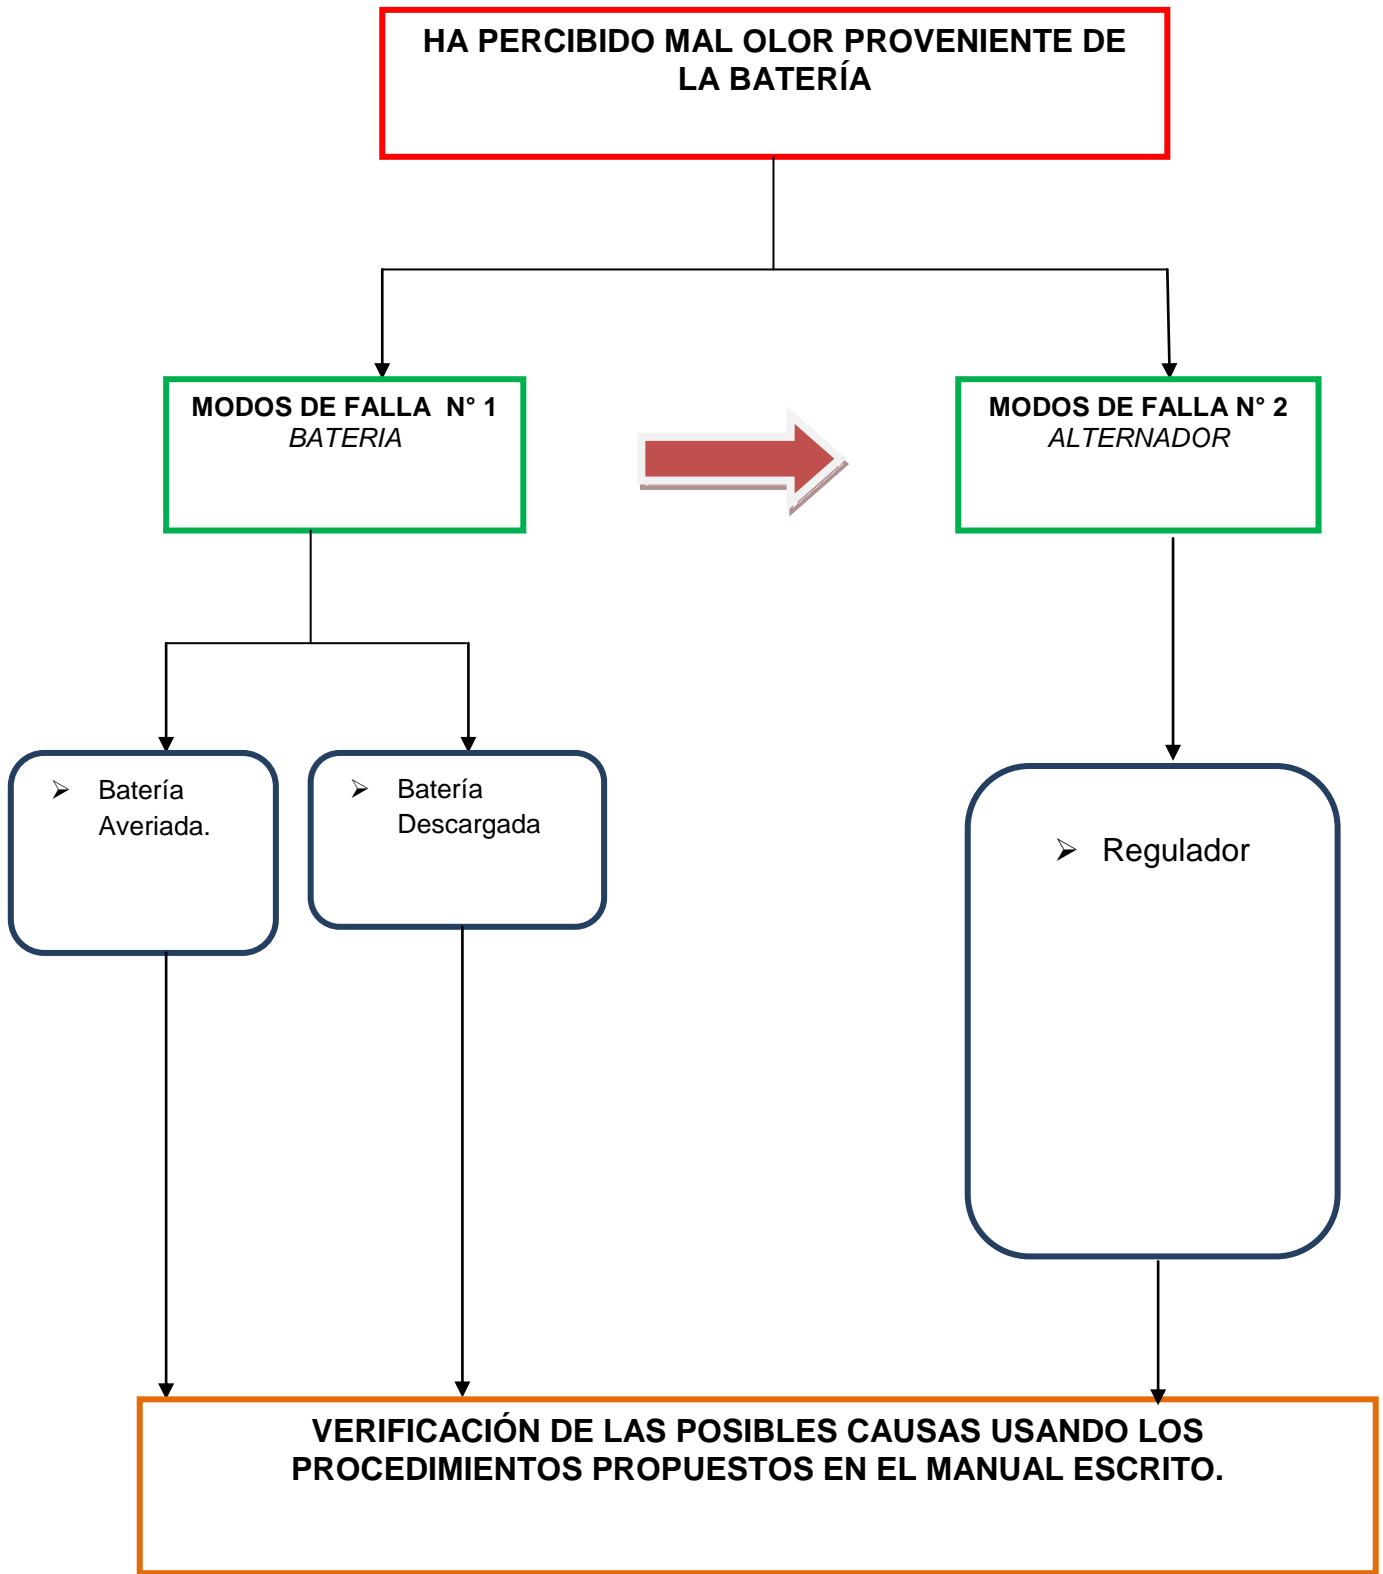 HA PERCIBIDO MAL OLOR PROVENIENTE DE
LA BATERÍA
MODOS DE FALLA  N° 1
BATERIA
MODOS DE FALLA N° 2
ALTERNADOR
➢ Batería
Averiada.
➢ Batería
Descargada
➢ Regulador
VERIFICACIÓN DE LAS POSIBLES CAUSAS USANDO LOS
PROCEDIMIENTOS PROPUESTOS EN EL MANUAL ESCRITO.